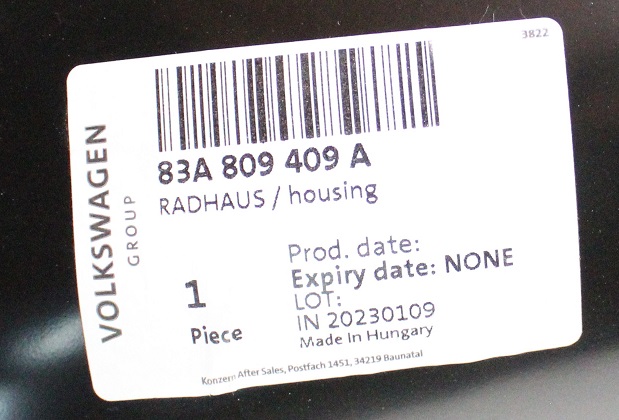 3822
83A 809 409 A
RADHAUS / housing
VOLKSWAGEN
GROUP
1
Piece
Prod. date:
Expiry date: NONE
LOT:
IN 20230109
Made in Hungary
Konzern After Sales, Postfach 1451, 34219 Baunatal